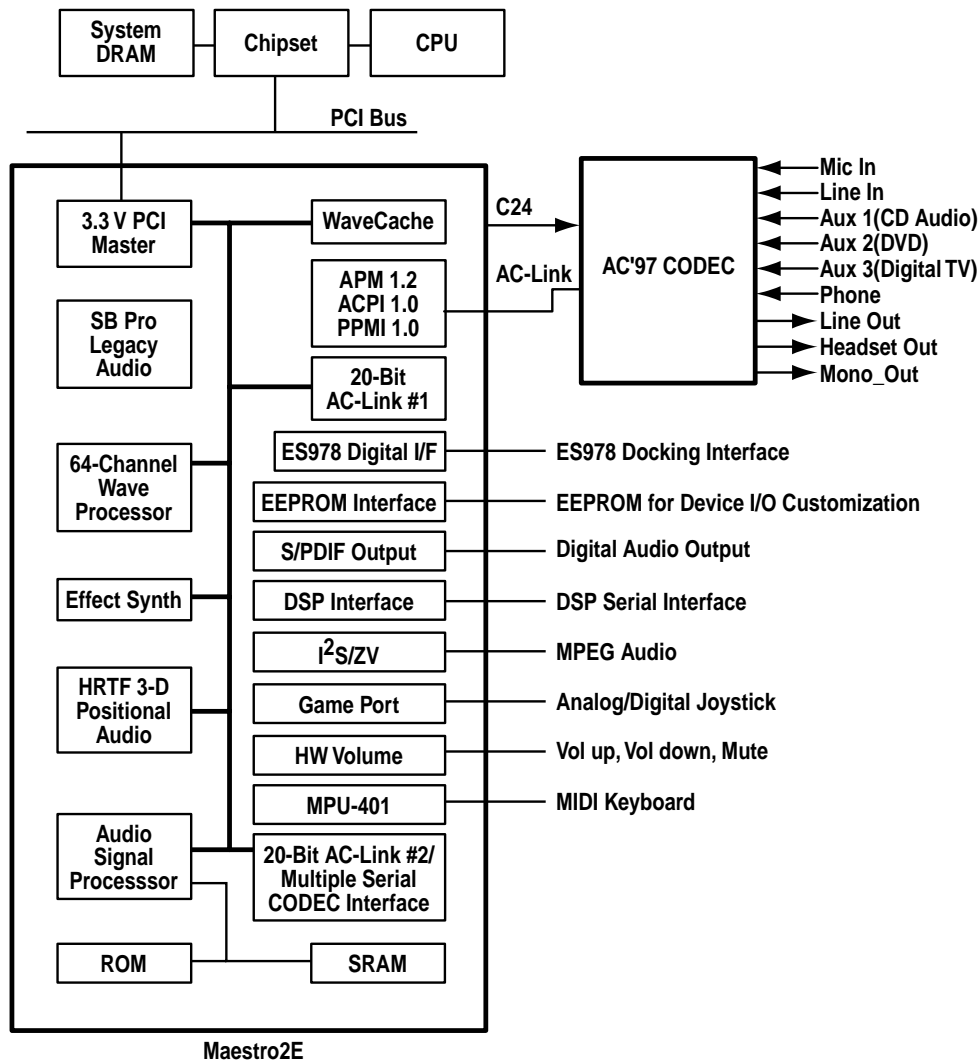 System
DRAM
Chipset
CPU
PCI Bus
3.3 V PCI
Master
WaveCache
C24
AC'97 CODEC
Mic In
Line In
Aux 1(CD Audio)
Aux 2(DVD)
Aux 3(Digital TV)
Phone
Line Out
Headset Out
Mono_Out
AC-Link
APM 1.2
ACPI 1.0
PPMI 1.0
SB Pro
Legacy
Audio
20-Bit
AC-Link #1
64-Channel
Wave
Processor
ES978 Digital I/F
ES978 Docking Interface
EEPROM Interface
EEPROM for Device I/O Customization
S/PDIF Output
Digital Audio Output
Effect Synth
DSP Interface
DSP Serial Interface
I2S/ZV
MPEG Audio
HRTF 3-D
Positional
Audio
Game Port
Analog/Digital Joystick
HW Volume
Vol up, Vol down, Mute
MPU-401
MIDI Keyboard
Audio
Signal
Processsor
20-Bit AC-Link #2/
Multiple Serial
CODEC Interface
ROM
SRAM
Maestro2E